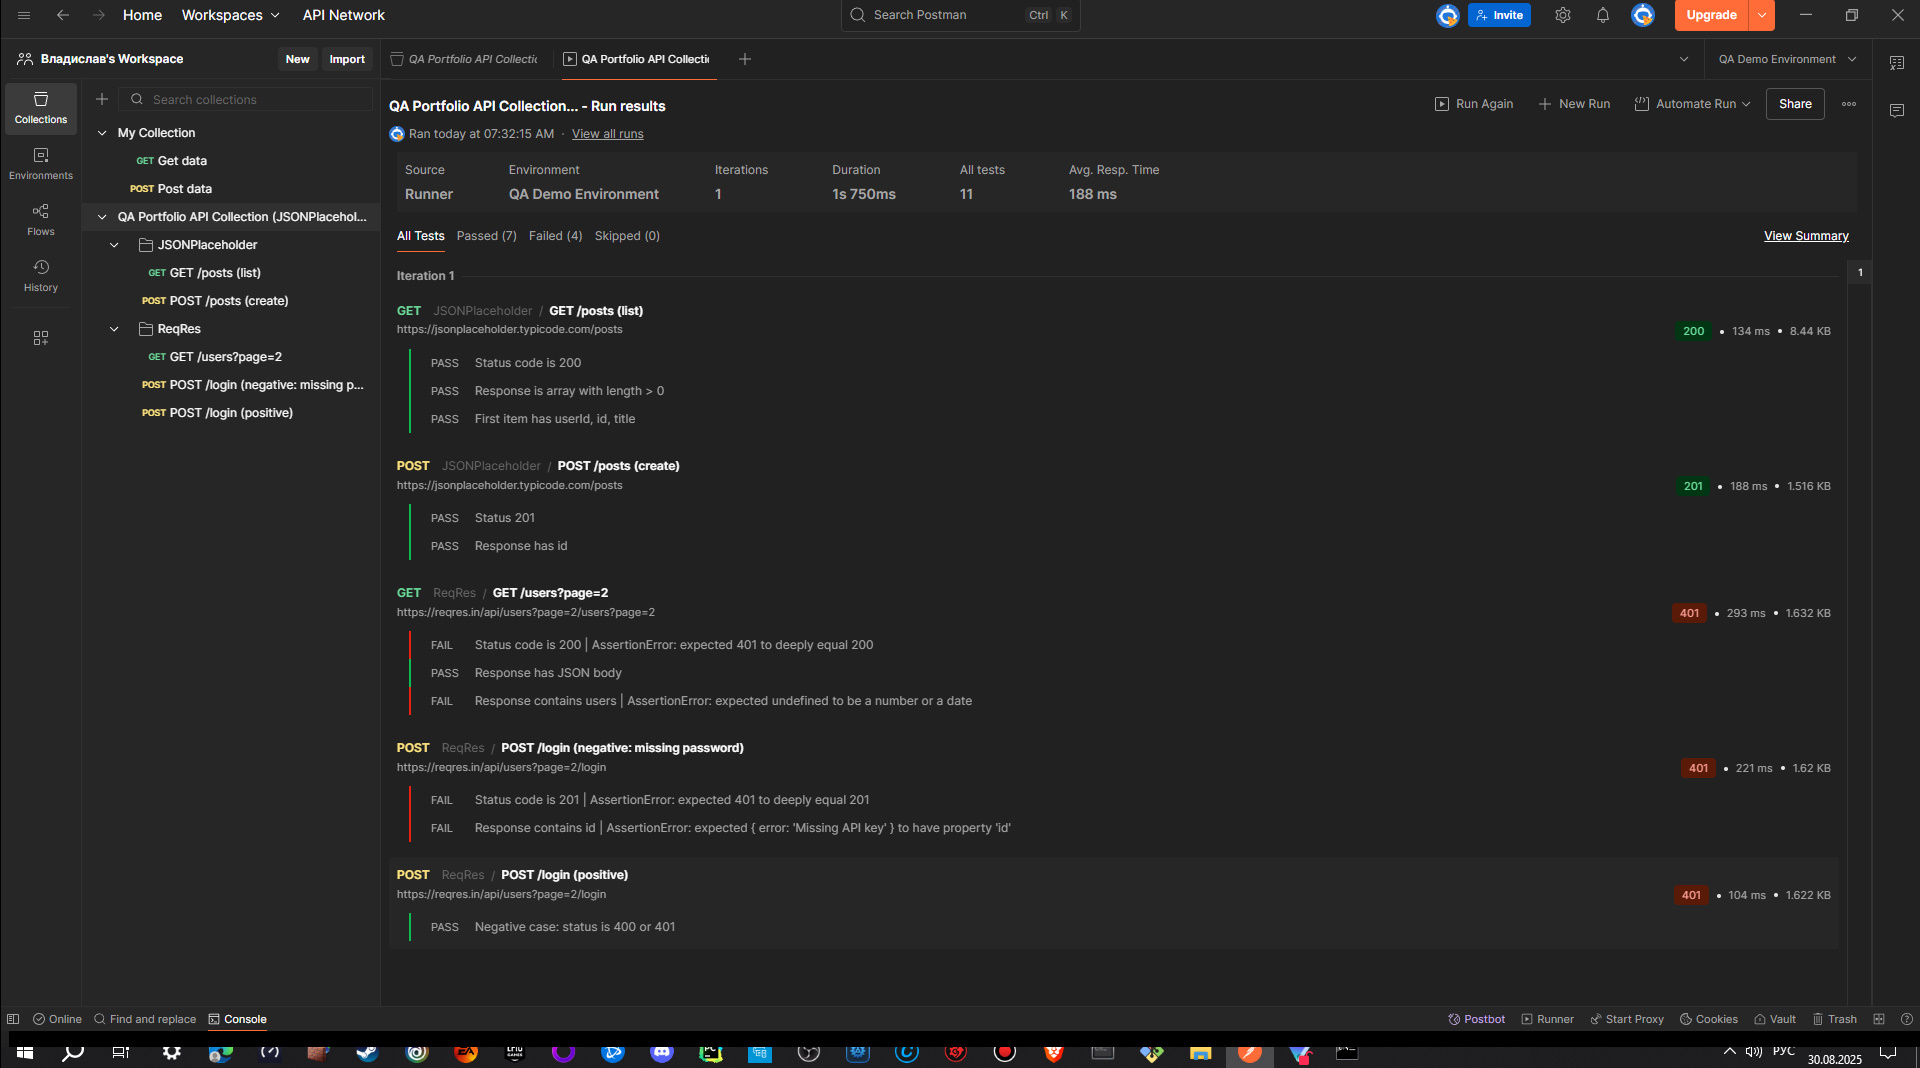 Home
Workspaces
API Network
Search Postman
Ctrl K
Invite
Upgrade
Владислав's Workspace
New
Import
QA Portfolio API Collectic
QA Portfolio API Collecti
QA Demo Environment
Collections
Environments
Flows
History
Search collections
My Collection
GET Get data
POST Post data
QA Portfolio API Collection (JSONPlacehol...
JSONPlaceholder
GET GET /posts (list)
POST POST /posts (create)
ReqRes
GET GET /users?page=2
POST POST /login (negative: missing p...
POST POST /login (positive)
QA Portfolio API Collection... - Run results
Run Again
New Run
Automate Run
Share
Ran today at 07:32:15 AM · View all runs
Source Environment Iterations Duration All tests Avg. Resp. Time
Runner QA Demo Environment 1 1s 750ms 11 188 ms
All Tests Passed (7) Failed (4) Skipped (0) View Summary
Iteration 1
1
GET JSONPlaceholder / GET /posts (list)
https://jsonplaceholder.typicode.com/posts
200 • 134 ms • 8.44 KB
PASS Status code is 200
PASS Response is array with length > 0
PASS First item has userId, id, title
POST JSONPlaceholder / POST /posts (create)
https://jsonplaceholder.typicode.com/posts
201 • 188 ms • 1.516 KB
PASS Status 201
PASS Response has id
GET ReqRes / GET /users?page=2
https://reqres.in/api/users?page=2/users?page=2
401 • 293 ms • 1.632 KB
FAIL Status code is 200 | AssertionError: expected 401 to deeply equal 200
PASS Response has JSON body
FAIL Response contains users | AssertionError: expected undefined to be a number or a date
POST ReqRes / POST /login (negative: missing password)
https://reqres.in/api/users?page=2/login
401 • 221 ms • 1.62 KB
FAIL Status code is 201 | AssertionError: expected 401 to deeply equal 201
FAIL Response contains id | AssertionError: expected { error: 'Missing API key' } to have property 'id'
POST ReqRes / POST /login (positive)
https://reqres.in/api/users?page=2/login
401 • 104 ms • 1.622 KB
PASS Negative case: status is 400 or 401
Online
Find and replace
Console
Postbot
Runner
Start Proxy
Cookies
Vault
Trash
РУС
30.08.2025